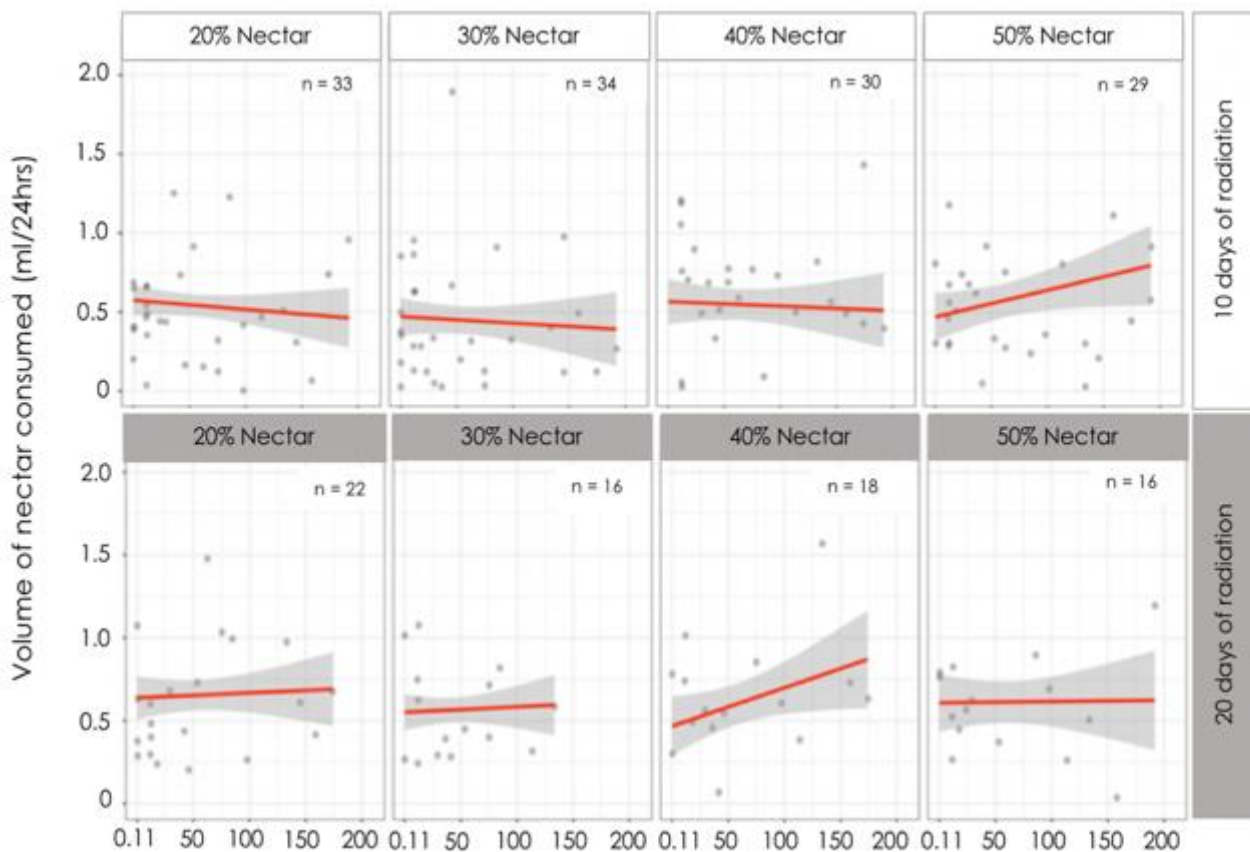 20% Nectar 30% Nectar 40% Nectar 50% Nectar
n = 33 n = 34 n = 30 n = 29
2.0
1.5
1.0
0.5
0
10 days of radiation
Volume of nectar consumed (ml/24hrs)
20% Nectar 30% Nectar 40% Nectar 50% Nectar
n = 22 n = 16 n = 18 n = 16
2.0
1.5
1.0
0.5
0
20 days of radiation
0.11 50 100 150 200 0.11 50 100 150 200 0.11 50 100 150 200 0.11 50 100 150 200